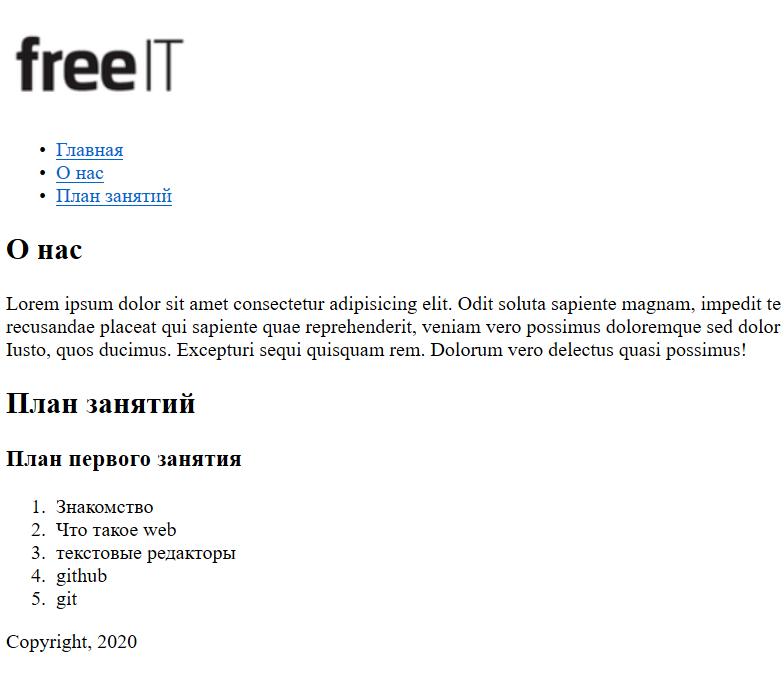 freeIT
• Главная
• О нас
• План занятий
О нас
Lorem ipsum dolor sit amet consectetur adipisicing elit. Odit soluta sapiente magnam, impedit te
recusandae placeat qui sapiente quae reprehenderit, veniam vero possimus doloremque sed dolor
Iusto, quos ducimus. Excepturi sequi quisquam rem. Dolorum vero delectus quasi possimus!
План занятий
План первого занятия
1. Знакомство
2. Что такое web
3. текстовые редакторы
4. github
5. git
Copyright, 2020